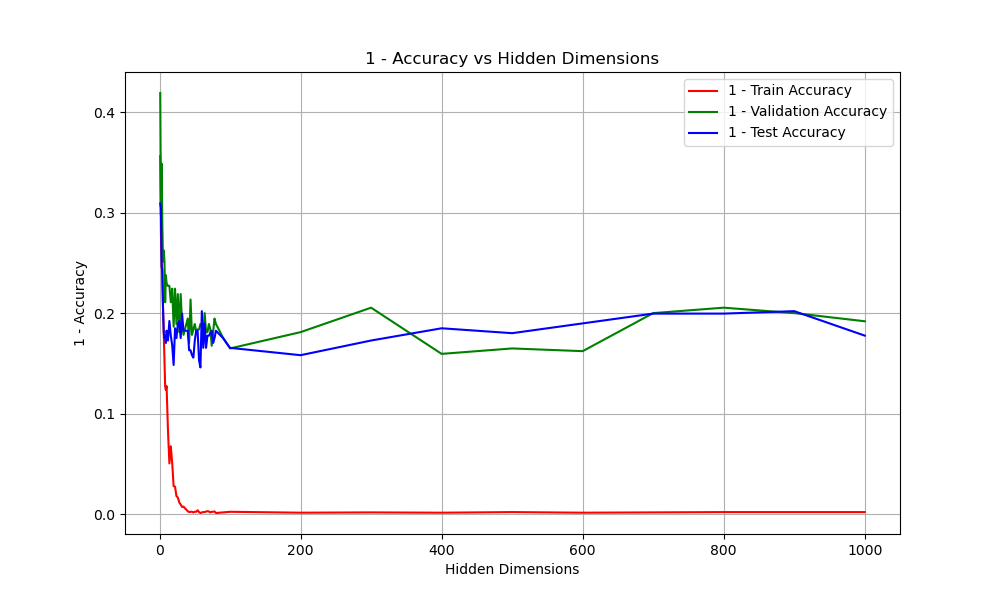 1 - Accuracy vs Hidden Dimensions
1 - Train Accuracy
1 - Validation Accuracy
1 - Test Accuracy
1 - Accuracy
0.4
0.3
0.2
0.1
0.0
0 200 400 600 800 1000
Hidden Dimensions